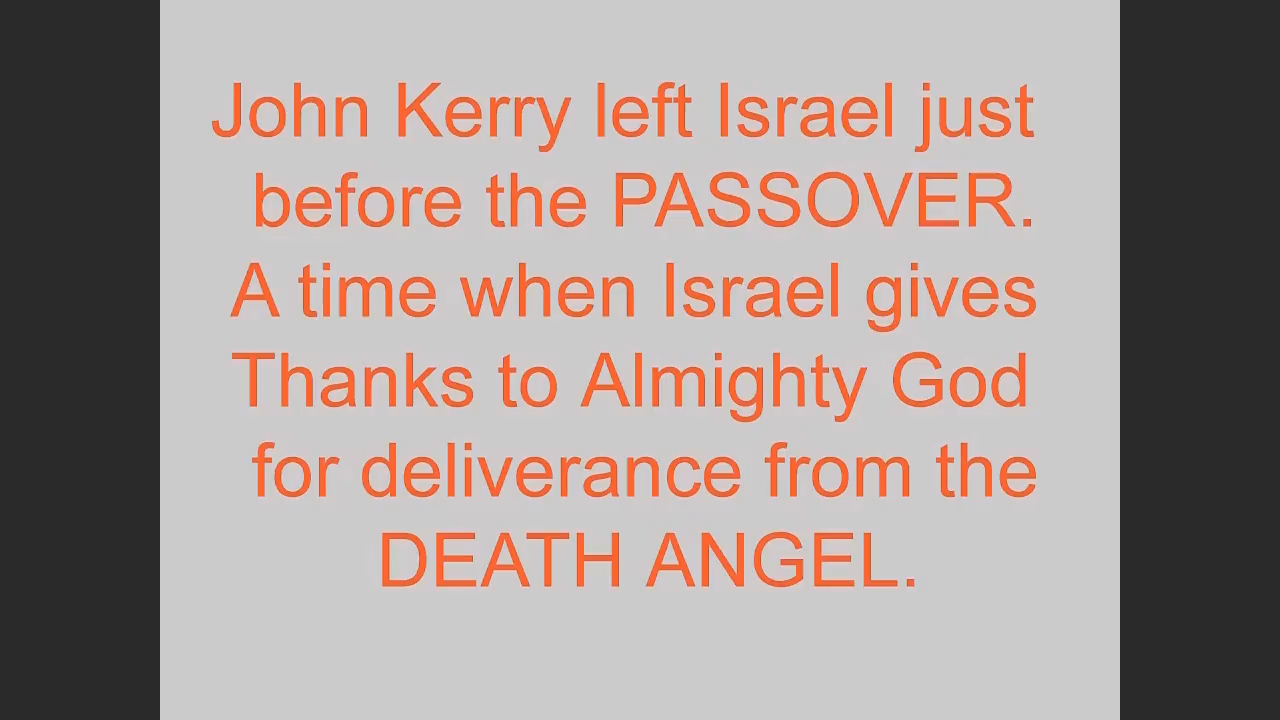 John Kerry left Israel just
before the PASSOVER.
A time when Israel gives
Thanks to Almighty God
for deliverance from the
DEATH ANGEL.